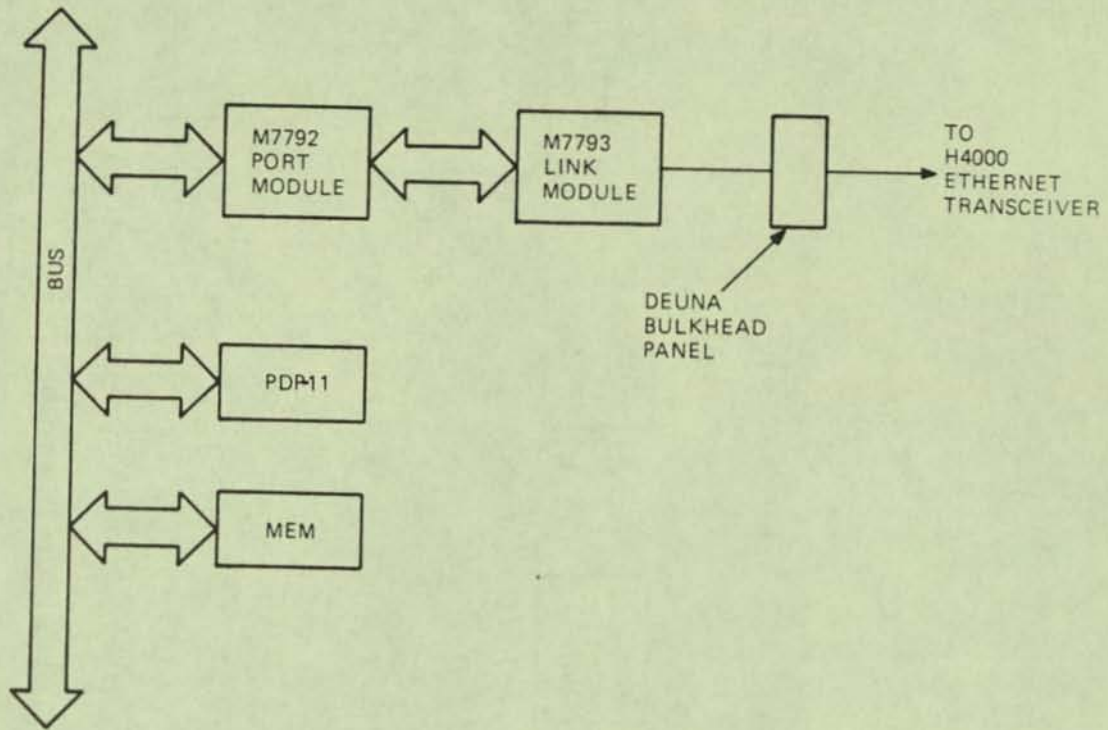 BUS
M7792
PORT
MODULE
M7793
LINK
MODULE
TO
H4000
ETHERNET
TRANSCEIVER
DEUNA
BULKHEAD
PANEL
PDP-11
MEM